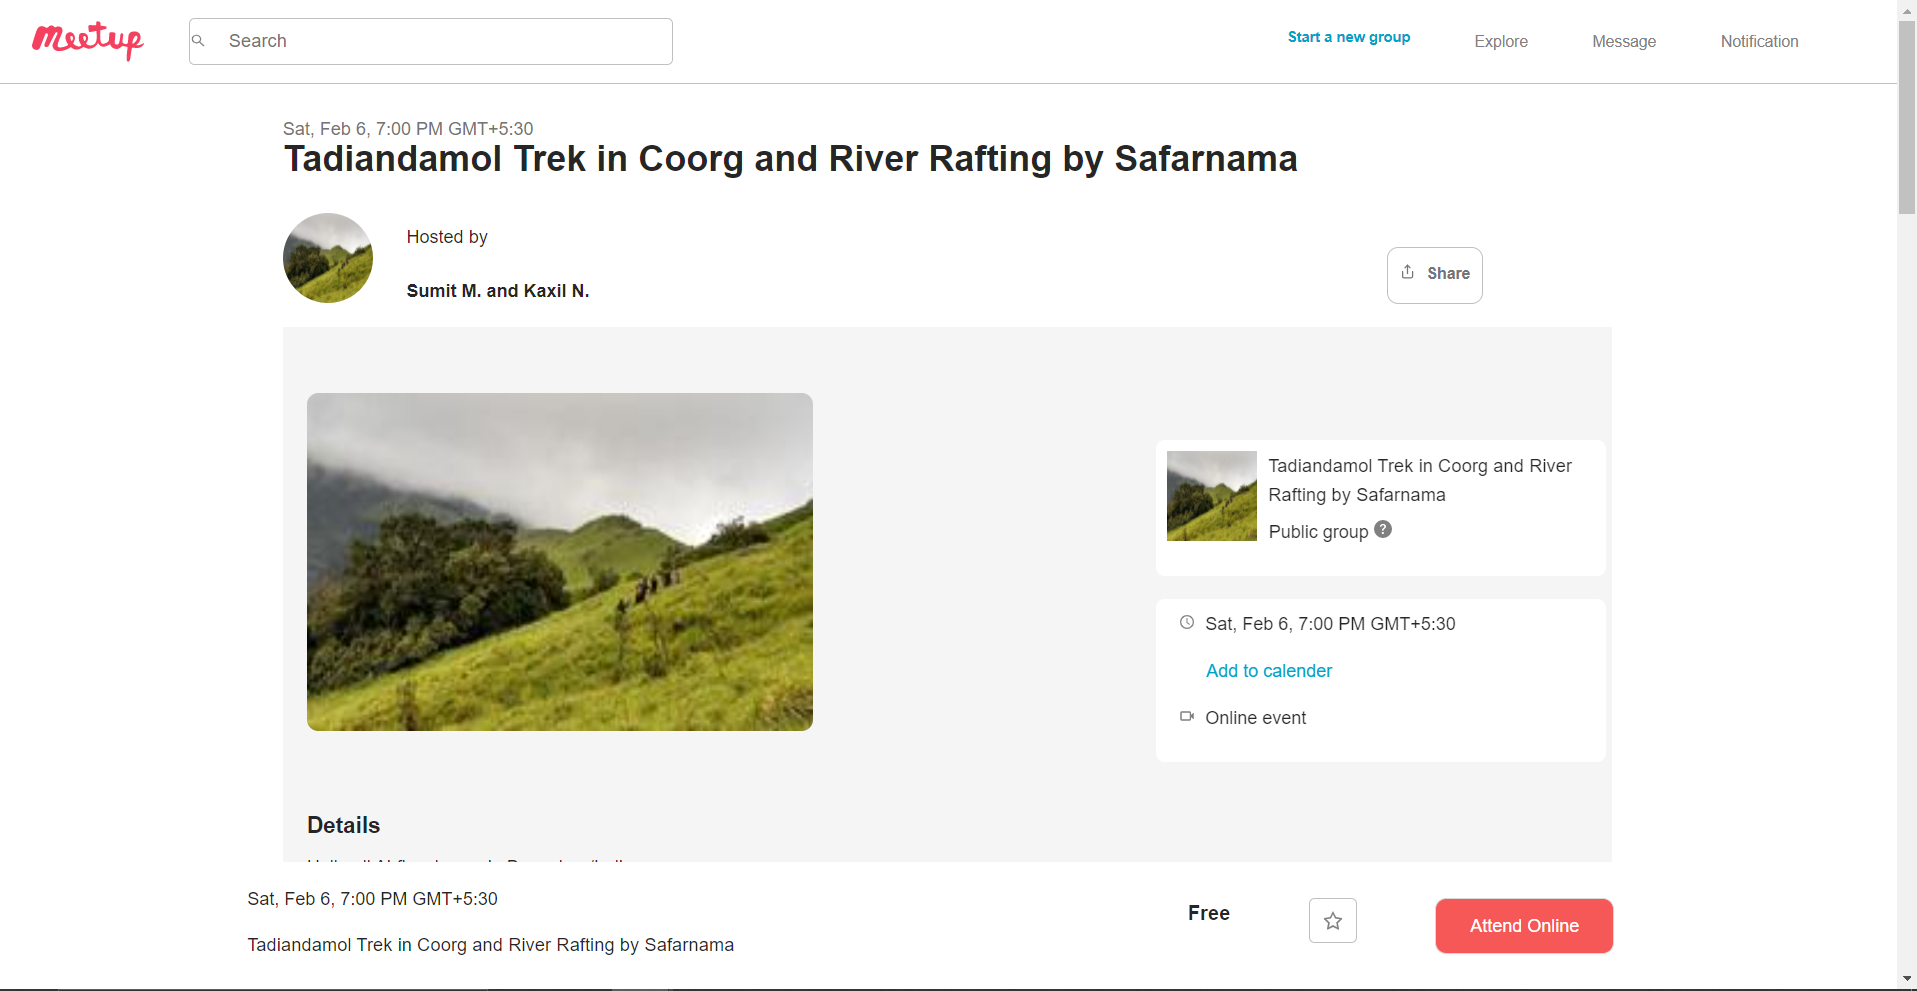 meetup
Search
Start a new group
Explore
Message
Notification
Sat, Feb 6, 7:00 PM GMT+5:30
Tadiandamol Trek in Coorg and River Rafting by Safarnama
Hosted by
Sumit M. and Kaxil N.
Share
Tadiandamol Trek in Coorg and River
Rafting by Safarnama
Public group ?
Sat, Feb 6, 7:00 PM GMT+5:30
Add to calender
Online event
Details
Sat, Feb 6, 7:00 PM GMT+5:30
Tadiandamol Trek in Coorg and River Rafting by Safarnama
Free
Attend Online